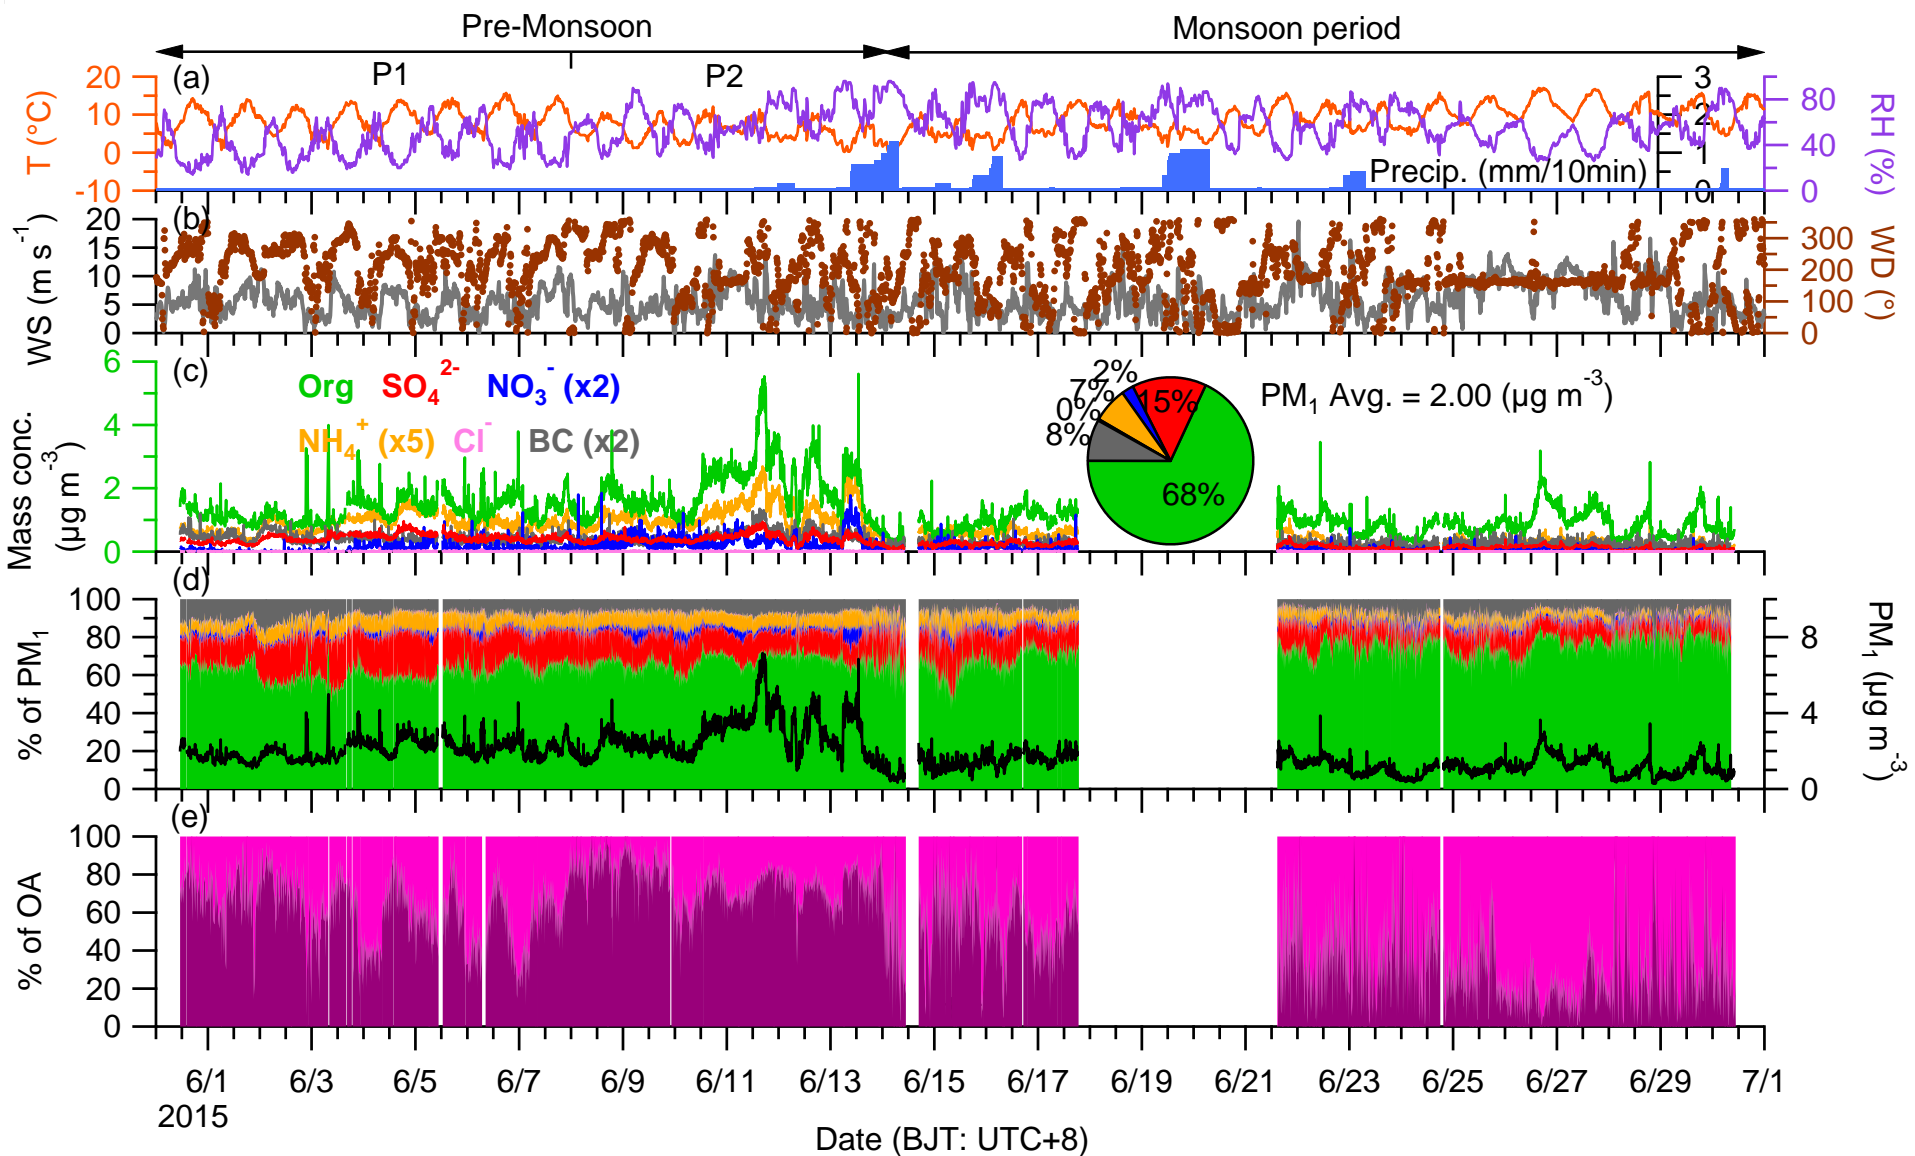 Pre-Monsoon
Monsoon period
(a)
P1
P2
T (°C)
20
10
0
-10
3
2
1
0
80
40
0
RH (%)
Precip. (mm/10min)
(b)
WS (m s⁻¹)
20
15
10
5
0
300
200
100
0
WD (°)
(c)
Mass conc.
(µg m⁻³)
6
4
2
0
Org SO₄²⁻ NO₃⁻ (x2)
NH₄⁺ (x5) Cl⁻ BC (x2)
2%
7%
0%
8%
15%
68%
PM₁ Avg. = 2.00 (µg m⁻³)
(d)
% of PM₁
100
80
60
40
20
0
8
4
0
PM₁ (µg m⁻³)
(e)
% of OA
100
80
60
40
20
0
6/1 6/3 6/5 6/7 6/9 6/11 6/13 6/15 6/17 6/19 6/21 6/23 6/25 6/27 6/29 7/1
2015
Date (BJT: UTC+8)